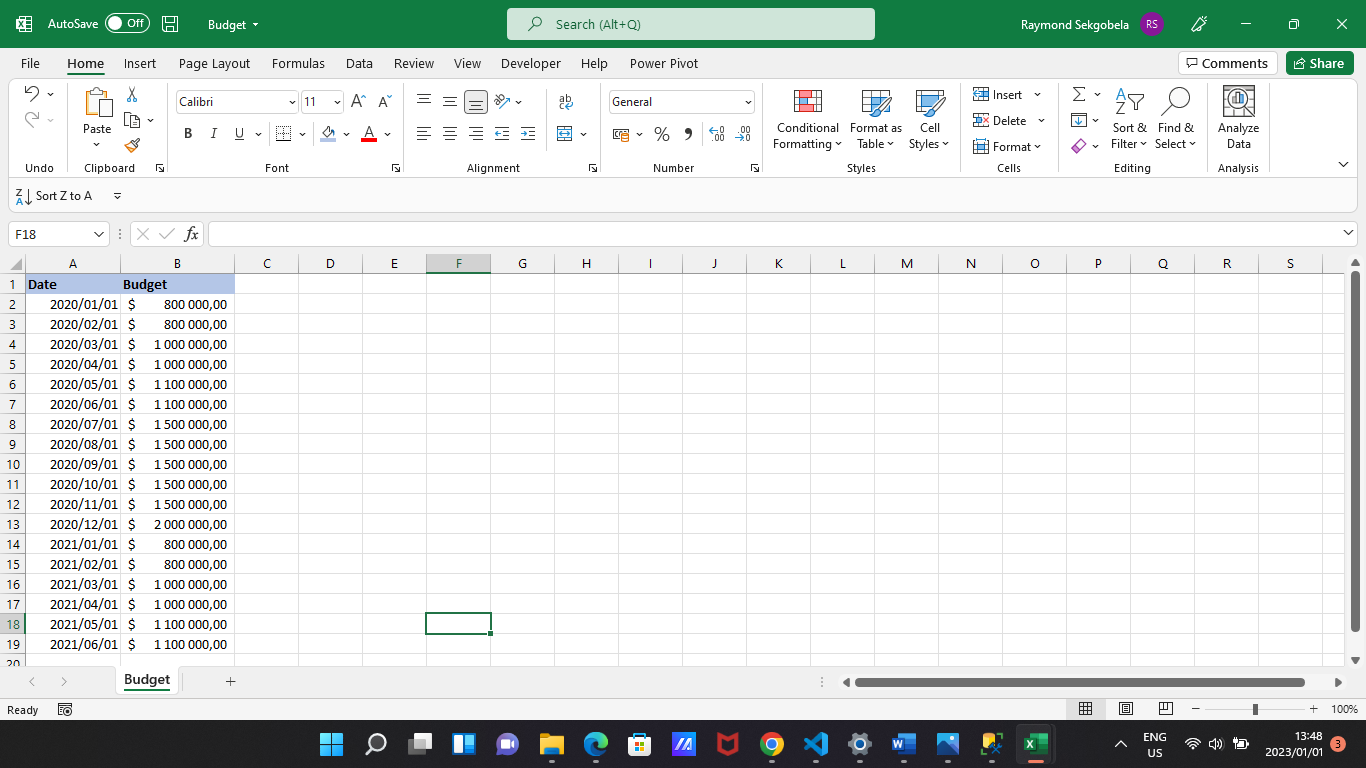 AutoSave Off Budget Search (Alt+Q) Raymond Sekgobela RS
File Home Insert Page Layout Formulas Data Review View Developer Help Power Pivot Comments Share
Calibri 11 ab General Insert
Paste B I U A Conditional Formatting Format as Table Cell Styles Delete Sort & Filter Find & Select Analyze Data
Format
Undo Clipboard Font Alignment Number Styles Cells Editing Analysis
Sort Z to A
F18 fx
A B C D E F G H I J K L M N O P Q R S
1 Date Budget
2 2020/01/01 $ 800 000,00
3 2020/02/01 $ 800 000,00
4 2020/03/01 $ 1 000 000,00
5 2020/04/01 $ 1 000 000,00
6 2020/05/01 $ 1 100 000,00
7 2020/06/01 $ 1 100 000,00
8 2020/07/01 $ 1 500 000,00
9 2020/08/01 $ 1 500 000,00
10 2020/09/01 $ 1 500 000,00
11 2020/10/01 $ 1 500 000,00
12 2020/11/01 $ 1 500 000,00
13 2020/12/01 $ 2 000 000,00
14 2021/01/01 $ 800 000,00
15 2021/02/01 $ 800 000,00
16 2021/03/01 $ 1 000 000,00
17 2021/04/01 $ 1 000 000,00
18 2021/05/01 $ 1 100 000,00
19 2021/06/01 $ 1 100 000,00
20
Budget
Ready 100%
ENG 13:48
US 2023/01/01 3